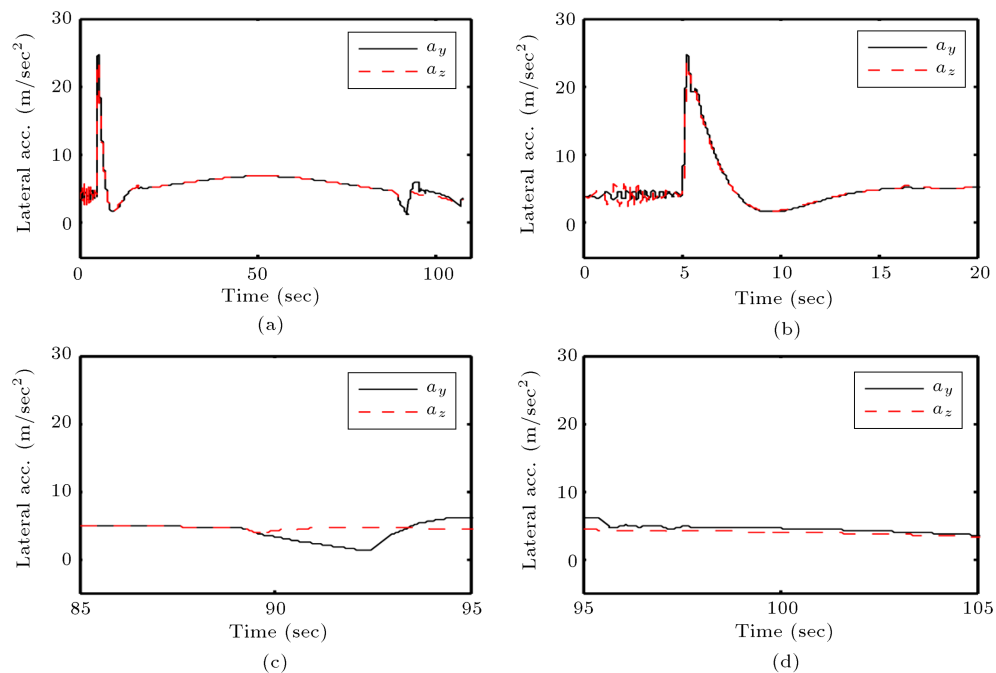 30
20
10
0
Lateral acc. (m/sec²)
a_y
a_z
0 50 100
Time (sec)
(a)
30
20
10
0
Lateral acc. (m/sec²)
a_y
a_z
0 5 10 15 20
Time (sec)
(b)
30
20
10
0
Lateral acc. (m/sec²)
a_y
a_z
85 90 95
Time (sec)
(c)
30
20
10
0
Lateral acc. (m/sec²)
a_y
a_z
95 100 105
Time (sec)
(d)